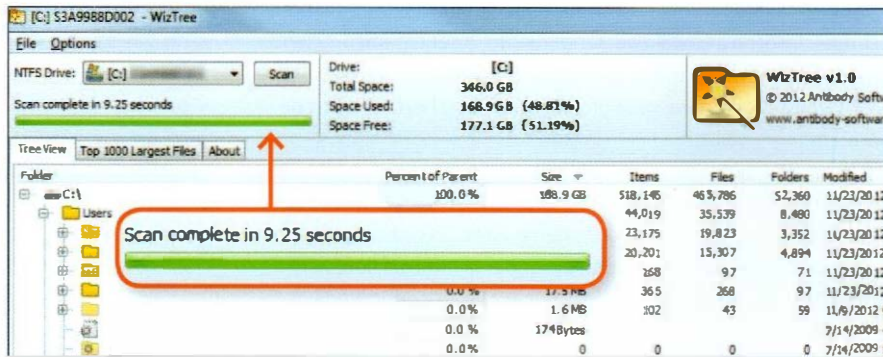 [C:] S3A9988D002 - WizTree
File Options
NTFS Drive: [C:] Scan
Scan complete in 9.25 seconds
Drive: [C:]
Total Space: 346.0 GB
Space Used: 168.9 GB (48.81%)
Space Free: 177.1 GB (51.19%)
WizTree v1.0
© 2012 Antibody Softw
www.antibody-softwar
Tree View Top 1000 Largest Files About
Folder Percent of Parent Size Items Files Folders Modified
C:\ 100.0 % 168.9 GB 518,146 465,786 52,360 11/23/2012
Users 44,019 35,539 8,480 11/23/2012
23,175 19,823 3,352 11/23/2012
Scan complete in 9.25 seconds
20,201 15,307 4,894 11/23/2012
168 97 71 11/23/2012
0.0 % 17.5 MB 365 268 97 11/23/2012
0.0 % 1.6 MB 102 43 59 11/9/2012
0.0 % 174 Bytes 7/14/2009
0.0 % 0 0 0 0 7/14/2009